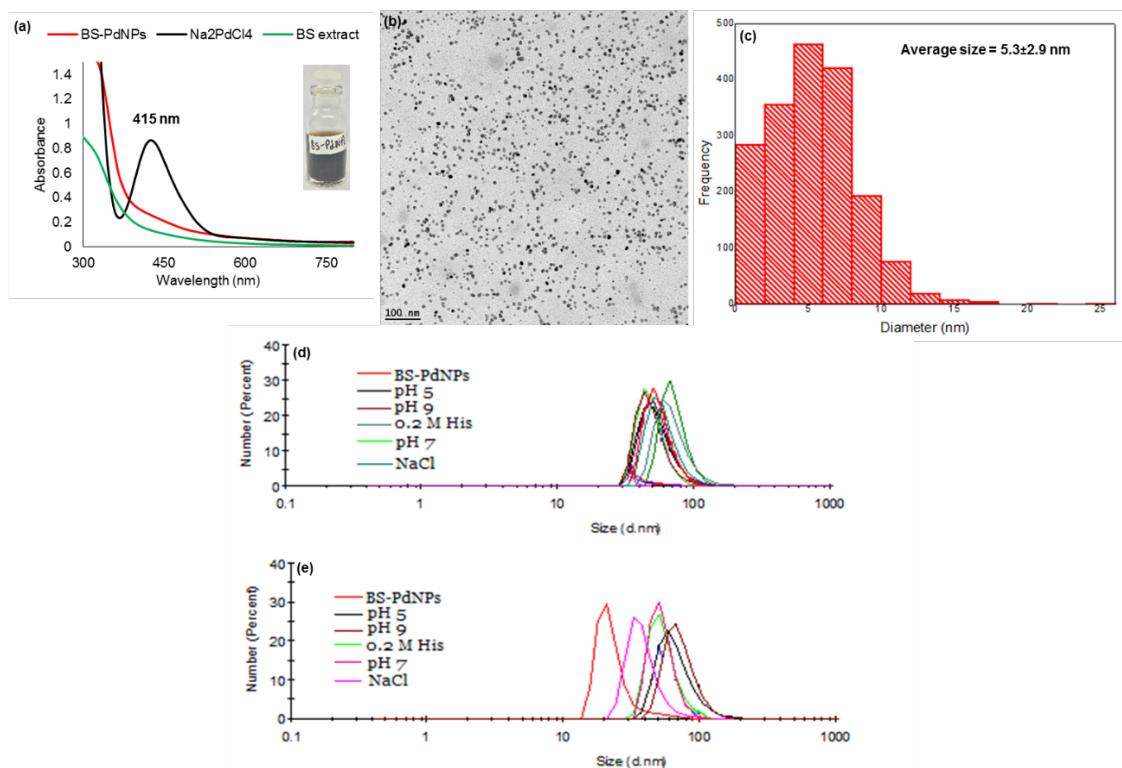 (a)
BS-PdNPs
Na2PdCl4
BS extract
1.4
1.2
1
0.8
0.6
0.4
0.2
0
Absorbance
415 nm
BS-PdNP
300
450
600
750
Wavelength (nm)
(b)
100 nm
(c)
Average size = 5.3±2.9 nm
500
400
300
200
100
0
Frequency
0
5
10
15
20
25
Diameter (nm)
(d)
40
30
20
10
0
Number (Percent)
BS-PdNPs
pH 5
pH 9
0.2 M His
pH 7
NaCl
0.1
1
10
100
1000
Size (d.nm)
(e)
40
30
20
10
0
Number (Percent)
BS-PdNPs
pH 5
pH 9
0.2 M His
pH 7
NaCl
0.1
1
10
100
1000
Size (d.nm)